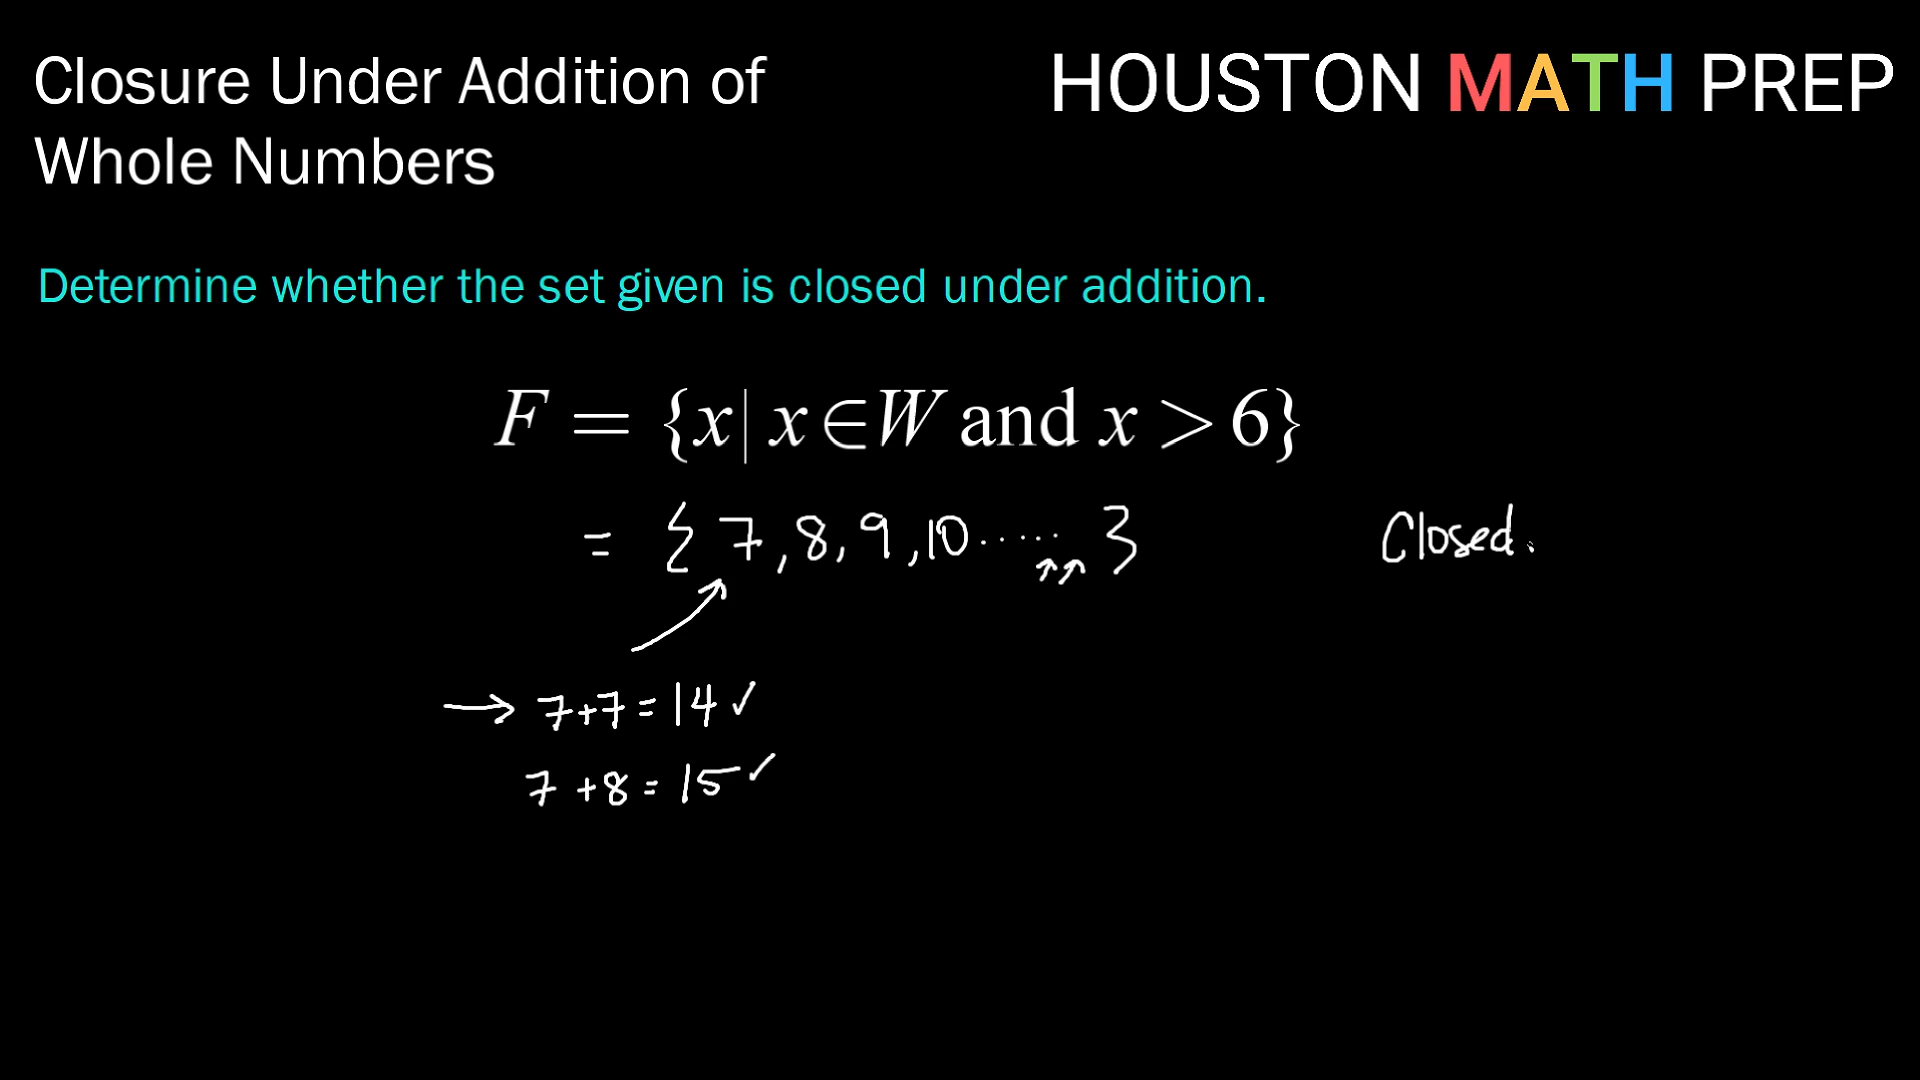 Closure Under Addition of
Whole Numbers
HOUSTON MATH PREP
Determine whether the set given is closed under addition.
F = {x| x∈W and x > 6}
= { 7, 8, 9, 10 ..... }
Closed.
→ 7+7 = 14 ✓
7 + 8 = 15 ✓